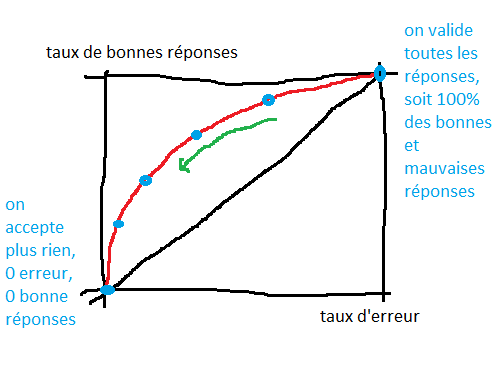 taux de bonnes réponses
on valide
toutes les
réponses,
soit 100%
des bonnes
et
mauvaises
réponses
on
accepte
plus rien,
0 erreur,
0 bonne
réponses
taux d'erreur